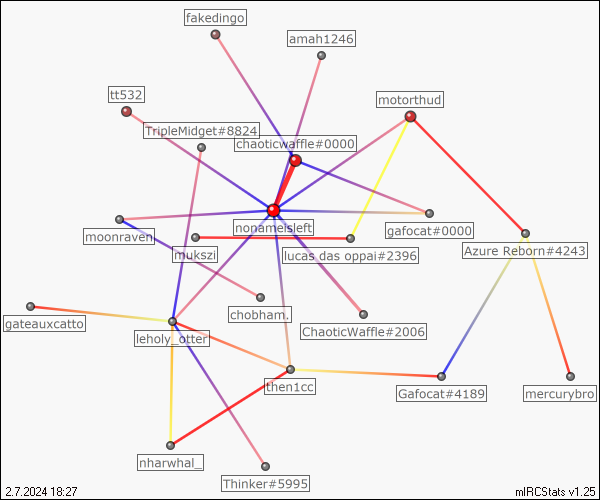 fakedingo
amah1246
tt532
motorthud
TripleMidget#8824
chaoticwaffle#0000
nonameisleft
gafocat#0000
moonraven
mukszi
lucas das oppai#2396
Azure Reborn#4243
chobham.
ChaoticWaffle#2006
gateauxcatto
leholy_otter
then1cc
Gafocat#4189
mercurybro
nharwhal_
Thinker#5995
2.7.2024 18:27
mIRCStats v1.25